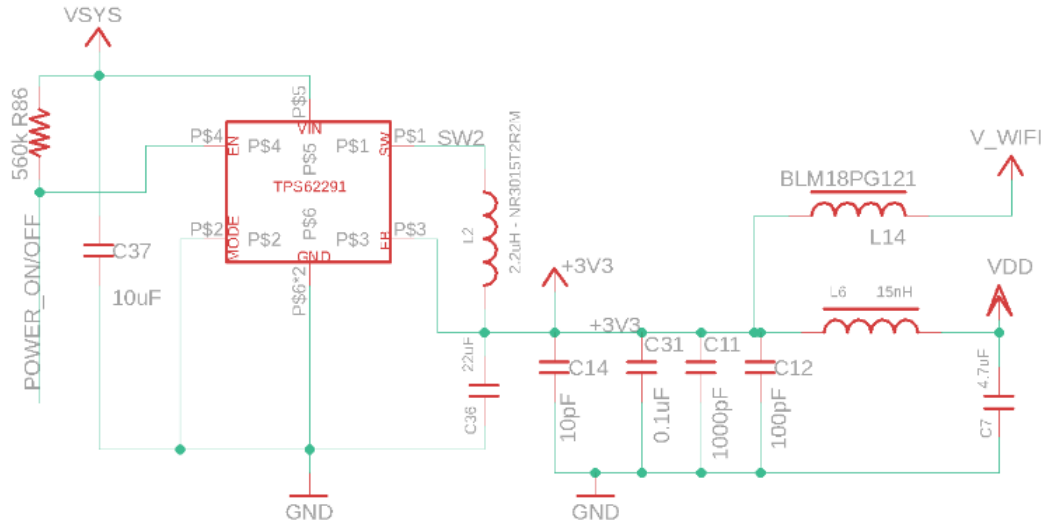 VSYS
560k R86
POWER_ON/OFF
C37
10uF
P$5
VIN
P$5
P$4
EN
P$4
P$1
SW
P$1
SW2
TPS62291
P$2
MODE
P$2
P$6
P$3
FB
P$3
GND
P$6*2
GND
L2
2.2uH - NR3015T2R2M
22uF
C36
+3V3
+3V3
C14
10pF
C31
0.1uF
C11
1000pF
C12
100pF
GND
V_WIFI
BLM18PG121
L14
VDD
L6
15nH
4.7uF
C7